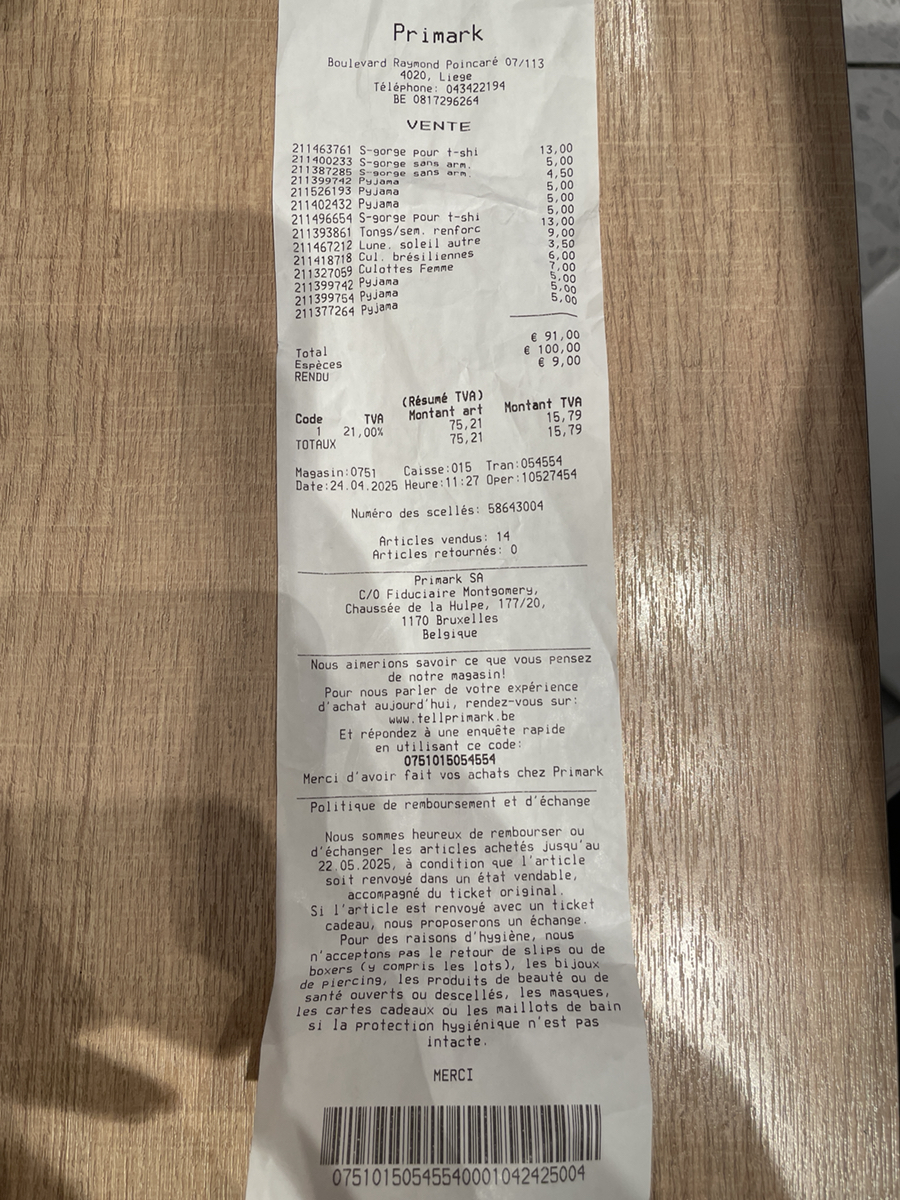 Primark
Boulevard Raymond Poincaré 07/113
4020, Liege
Téléphone: 043422194
BE 0817296264
VENTE
211463761 S-gorge pour t-shi 13,00
211400233 S-gorge sans arm. 5,00
211387285 S-gorge sans arm. 4,50
211399742 Pyjama 5,00
211526193 Pyjama 5,00
211402432 Pyjama 5,00
211496654 S-gorge pour t-shi 13,00
211393861 Tongs/sem. renforc 9,00
211467212 Lune. soleil autre 3,50
211418718 Cul. brésiliennes 6,00
211327059 Culottes Femme 7,00
211399742 Pyjama 5,00
211399754 Pyjama 5,00
211377264 Pyjama 5,00
Total € 91,00
Espèces € 100,00
RENDU € 9,00
(Résumé TVA)
Code TVA Montant art Montant TVA
1 21,00% 75,21 15,79
TOTAUX 75,21 15,79
Magasin:0751 Caisse:015 Tran:054554
Date:24.04.2025 Heure:11:27 Oper:10527454
Numéro des scellés: 58643004
Articles vendus: 14
Articles retournés: 0
Primark SA
C/O Fiduciaire Montgomery,
Chaussée de la Hulpe, 177/20,
1170 Bruxelles
Belgique
Nous aimerions savoir ce que vous pensez
de notre magasin!
Pour nous parler de votre expérience
d'achat aujourd'hui, rendez-vous sur:
www.tellprimark.be
Et répondez à une enquête rapide
en utilisant ce code:
0751015054554
Merci d'avoir fait vos achats chez Primark
Politique de remboursement et d'échange
Nous sommes heureux de rembourser ou
d'échanger les articles achetés jusqu'au
22.05.2025, à condition que l'article
soit renvoyé dans un état vendable,
accompagné du ticket original.
Si l'article est renvoyé avec un ticket
cadeau, nous proposerons un échange.
Pour des raisons d'hygiène, nous
n'acceptons pas le retour de slips ou de
boxers (y compris les lots), les bijoux
de piercing, les produits de beauté ou de
santé ouverts ou descellés, les masques,
les cartes cadeaux ou les maillots de bain
si la protection hygiénique n'est pas
intacte.
MERCI
07510150545540001042425004